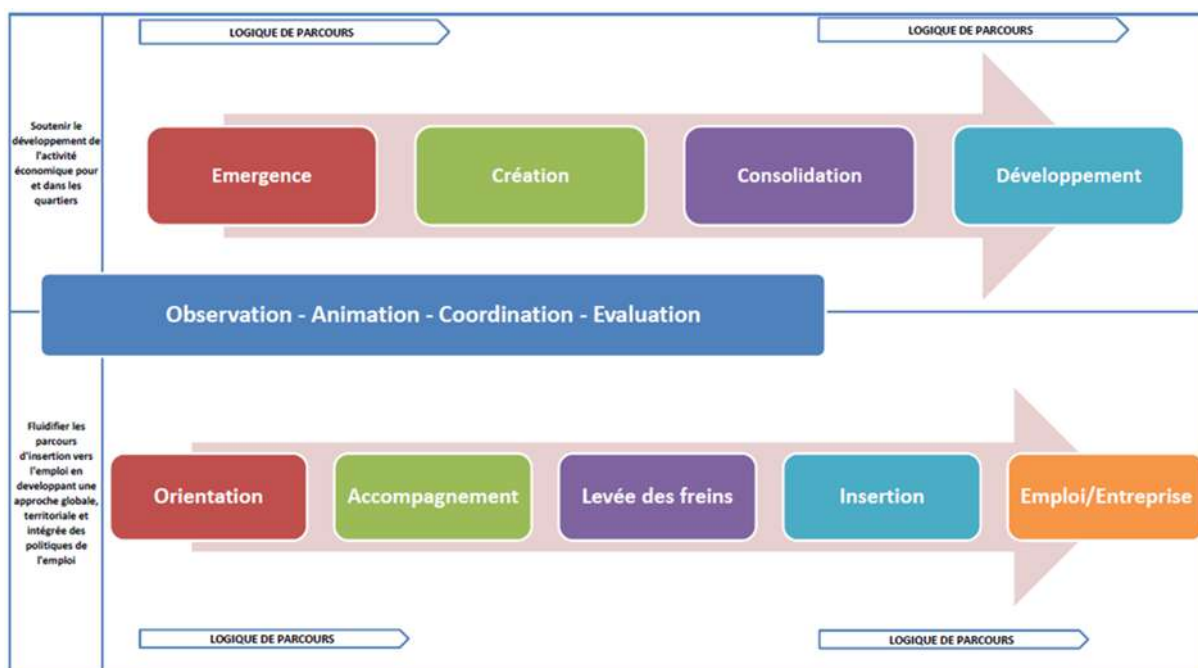 LOGIQUE DE PARCOURS
LOGIQUE DE PARCOURS
Soutenir le
développement de
l'activité
économique pour
et dans les
quartiers
Emergence
Création
Consolidation
Développement
Observation - Animation - Coordination - Evaluation
Fluidifier les
parcours
d'insertion vers
l'emploi en
developpant une
approche globale,
territoriale et
intégrée des
politiques de
l'emploi
Orientation
Accompagnement
Levée des freins
Insertion
Emploi/Entreprise
LOGIQUE DE PARCOURS
LOGIQUE DE PARCOURS